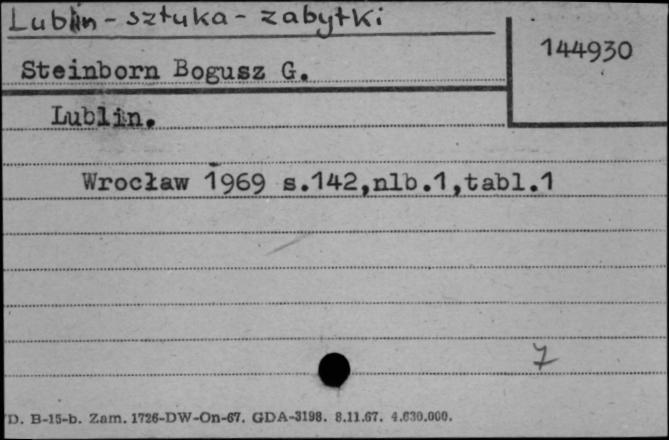 Lublin - sztuka - zabytki
144930
Steinborn Bogusz G.
Lublin.
Wrocław 1969 s.142,nlb.1,tabl.1
7
D. B-15-b. Zam. 1726-DW-On-67. GDA-3198. 8.11.67. 4.630.000.